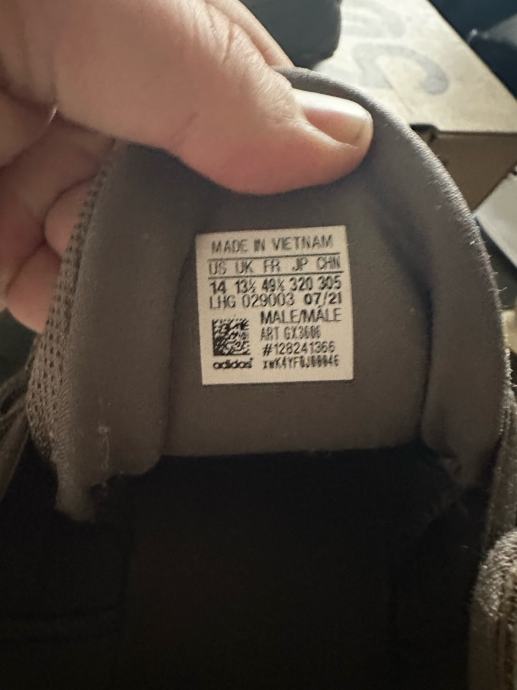 MADE IN VIETNAM
US UK FR JP CHN
14 13½ 49⅓ 320 305
LHG 029003 07/21
MALE/MÂLE
ART GX3606
#128241366
adidas